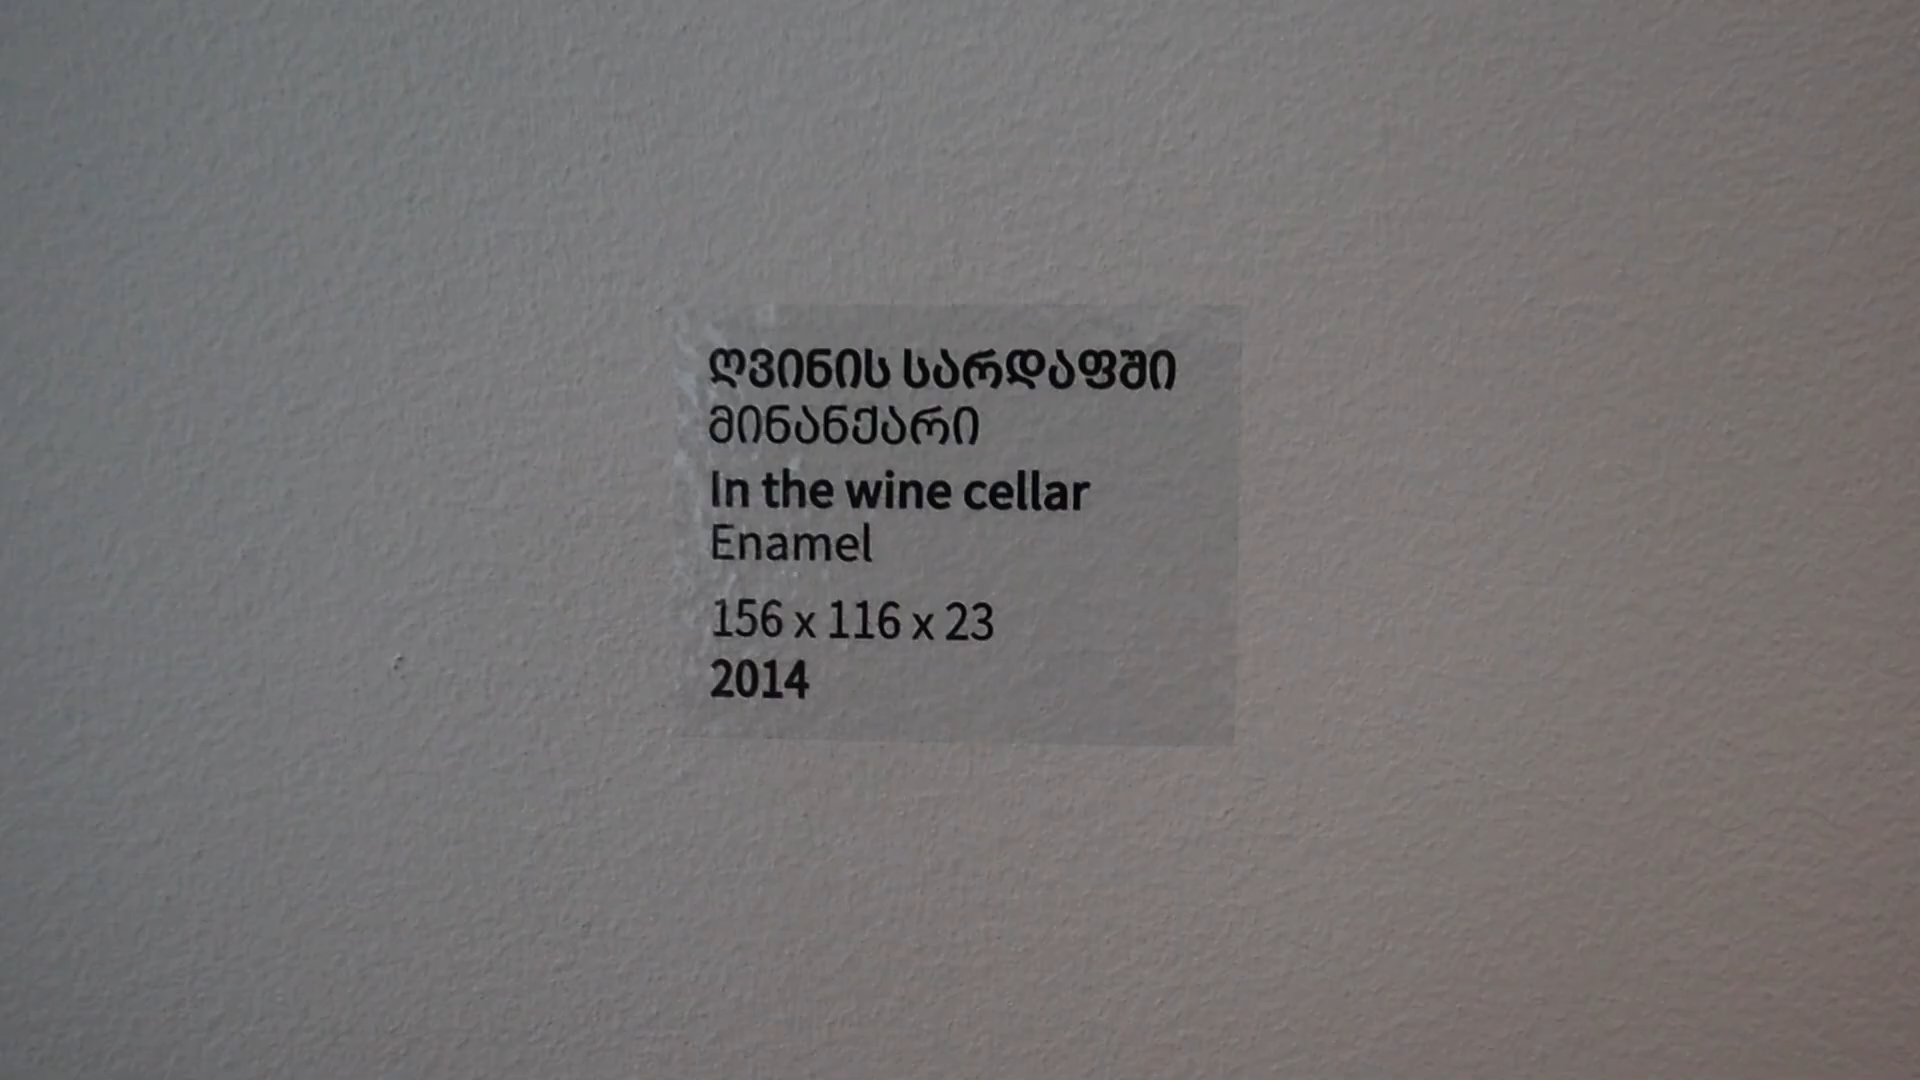 ღვინის სარდაფში
მინანქარი
In the wine cellar
Enamel
156 x 116 x 23
2014